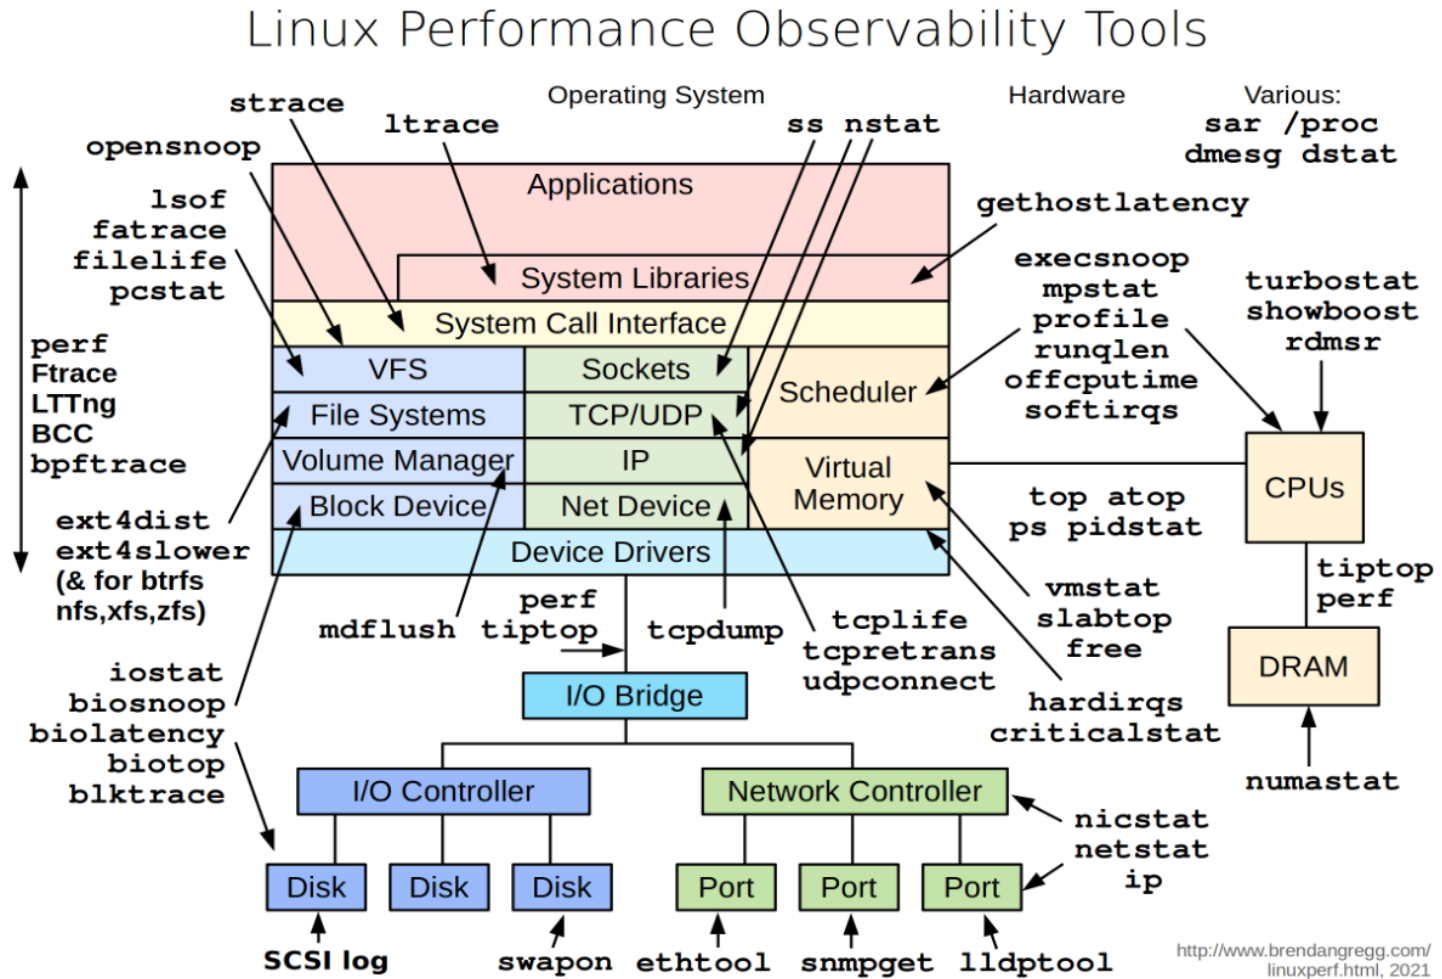 Linux Performance Observability Tools
Operating System
Hardware
Various:
sar /proc
dmesg dstat
strace
ltrace
ss nstat
opensnoop
lsof
fatrace
filelife
pcstat
gethostlatency
execsnoop
mpstat
profile
runqlen
offcputime
softirqs
turbostat
showboost
rdmsr
perf
Ftrace
LTTng
BCC
bpftrace
Applications
System Libraries
System Call Interface
VFS
Sockets
Scheduler
File Systems
TCP/UDP
Volume Manager
IP
Virtual
Memory
Block Device
Net Device
Device Drivers
CPUs
top atop
ps pidstat
ext4dist
ext4slower
(& for btrfs
nfs,xfs,zfs)
mdflush
perf
tiptop
tcpdump
tcplife
tcpretrans
udpconnect
vmstat
slabtop
free
tiptop
perf
DRAM
hardirqs
criticalstat
numastat
iostat
biosnoop
biolatency
biotop
blktrace
I/O Bridge
I/O Controller
Network Controller
nicstat
netstat
ip
Disk
Disk
Disk
Port
Port
Port
SCSI log
swapon
ethtool
snmpget
lldptool
http://www.brendangregg.com/
linuxperf.html, 2021